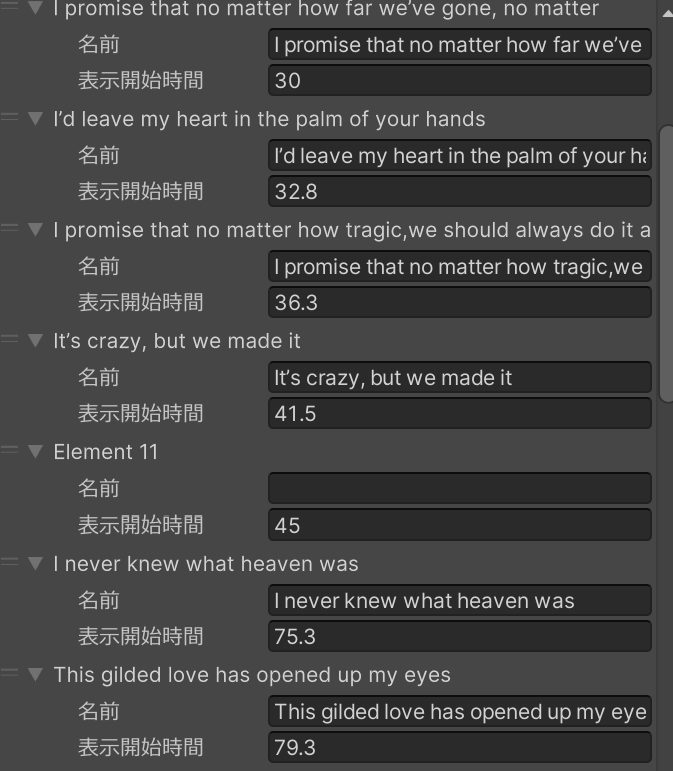 I promise that no matter how far we’ve gone, no matter
名前 I promise that no matter how far we’ve
表示開始時間 30
I’d leave my heart in the palm of your hands
名前 I’d leave my heart in the palm of your ha
表示開始時間 32.8
I promise that no matter how tragic,we should always do it a
名前 I promise that no matter how tragic,we
表示開始時間 36.3
It’s crazy, but we made it
名前 It’s crazy, but we made it
表示開始時間 41.5
Element 11
名前
表示開始時間 45
I never knew what heaven was
名前 I never knew what heaven was
表示開始時間 75.3
This gilded love has opened up my eyes
名前 This gilded love has opened up my eye
表示開始時間 79.3